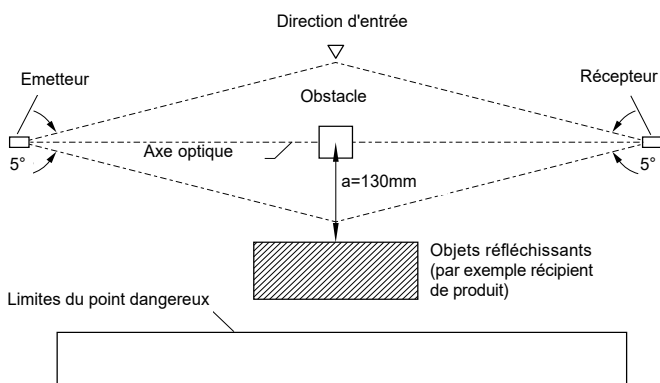 Direction d'entrée
Emetteur
Récepteur
Obstacle
Axe optique
5°
5°
a=130mm
Objets réfléchissants
(par exemple récipient
de produit)
Limites du point dangereux